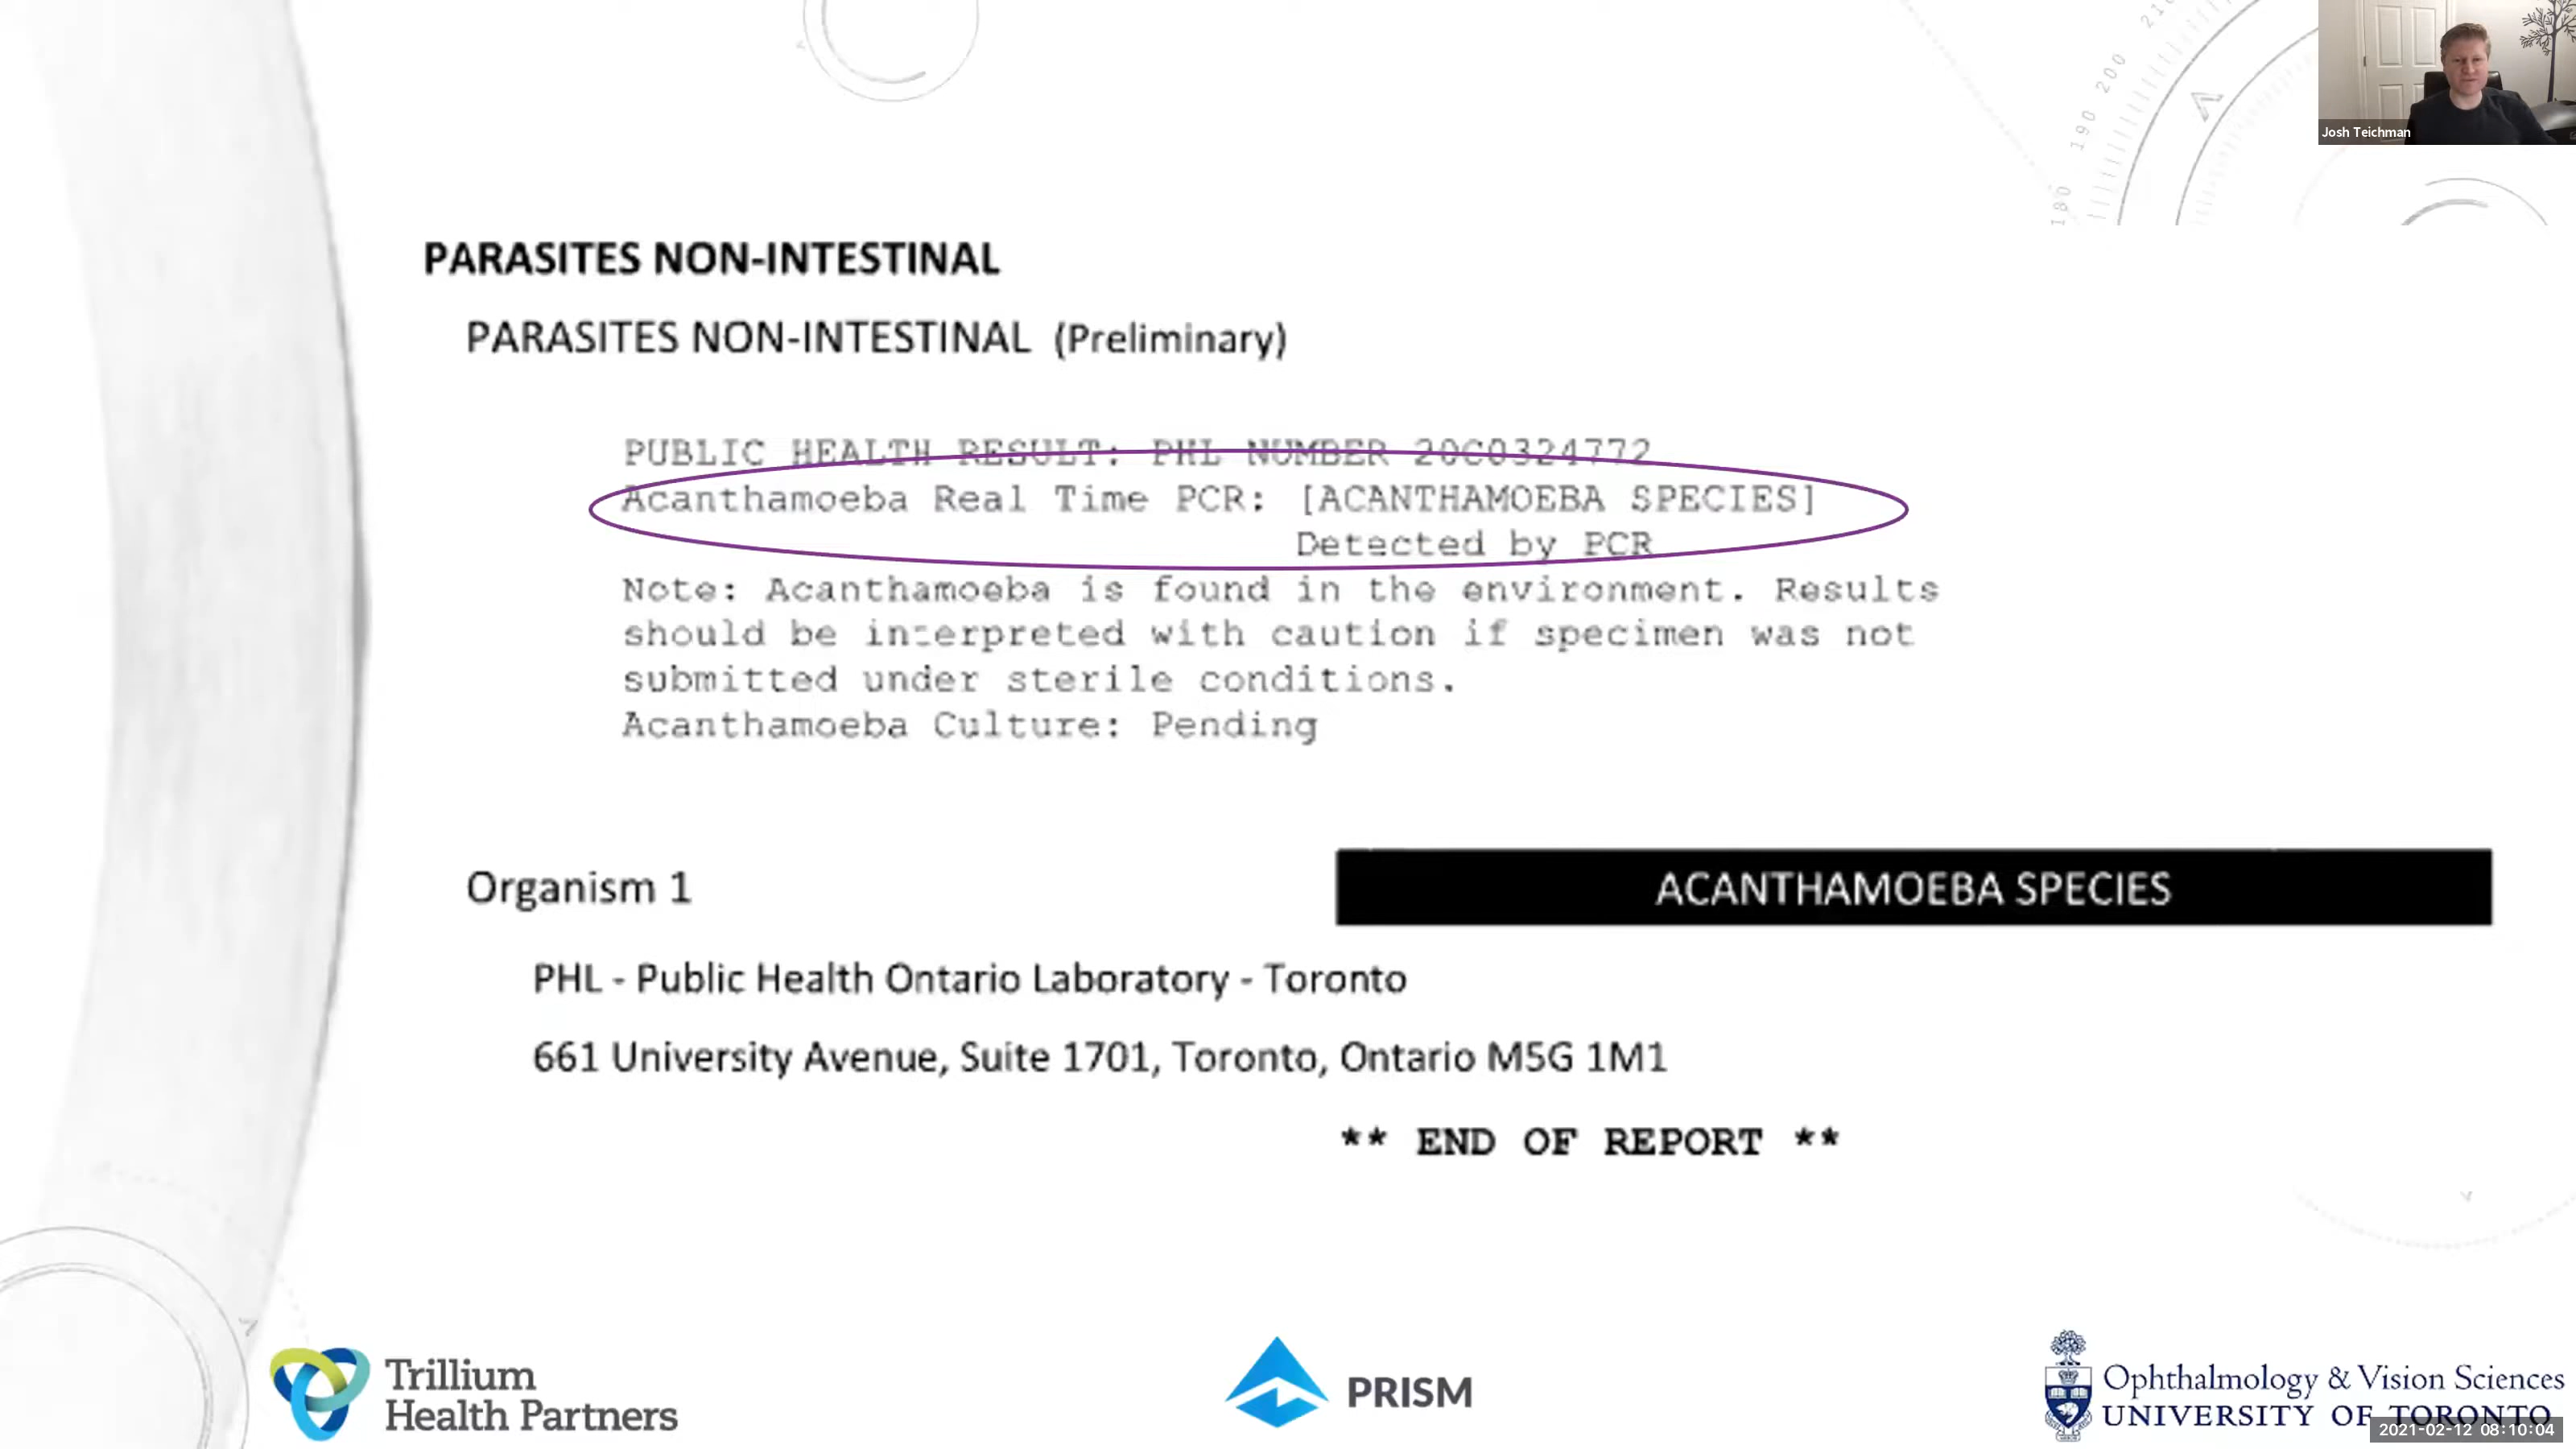 210
200
190
180
Josh Teichman
PARASITES NON-INTESTINAL
PARASITES NON-INTESTINAL (Preliminary)
PUBLIC HEALTH RESULT: PHL NUMBER 20C0324772
Acanthamoeba Real Time PCR: [ACANTHAMOEBA SPECIES]
Detected by PCR
Note: Acanthamoeba is found in the environment. Results
should be interpreted with caution if specimen was not
submitted under sterile conditions.
Acanthamoeba Culture: Pending
Organism 1
ACANTHAMOEBA SPECIES
PHL - Public Health Ontario Laboratory - Toronto
661 University Avenue, Suite 1701, Toronto, Ontario M5G 1M1
** END OF REPORT **
Trillium
Health Partners
PRISM
Ophthalmology & Vision Sciences
UNIVERSITY OF TORONTO
2021-02-12 08:10:04